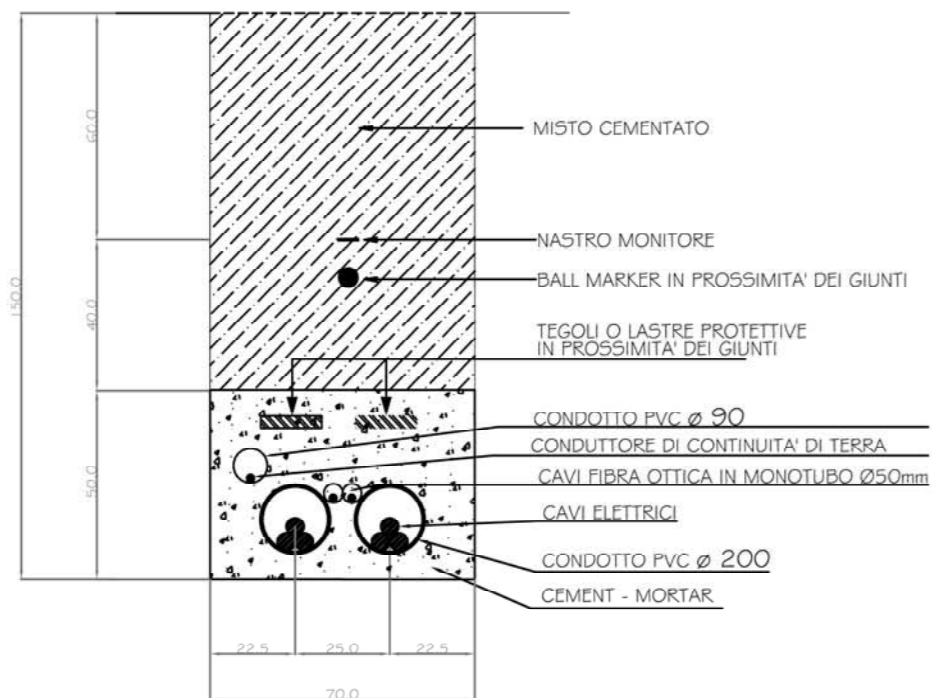 MISTO CEMENTATO
60.0
NASTRO MONITORE
BALL MARKER IN PROSSIMITA' DEI GIUNTI
150.0
40.0
TEGOLI O LASTRE PROTETTIVE
IN PROSSIMITA' DEI GIUNTI
CONDOTTO PVC Ø 90
CONDUTTORE DI CONTINUITA' DI TERRA
CAVI FIBRA OTTICA IN MONOTUBO Ø50mm
50.0
CAVI ELETTRICI
CONDOTTO PVC Ø 200
CEMENT - MORTAR
22.5 25.0 22.5
70.0